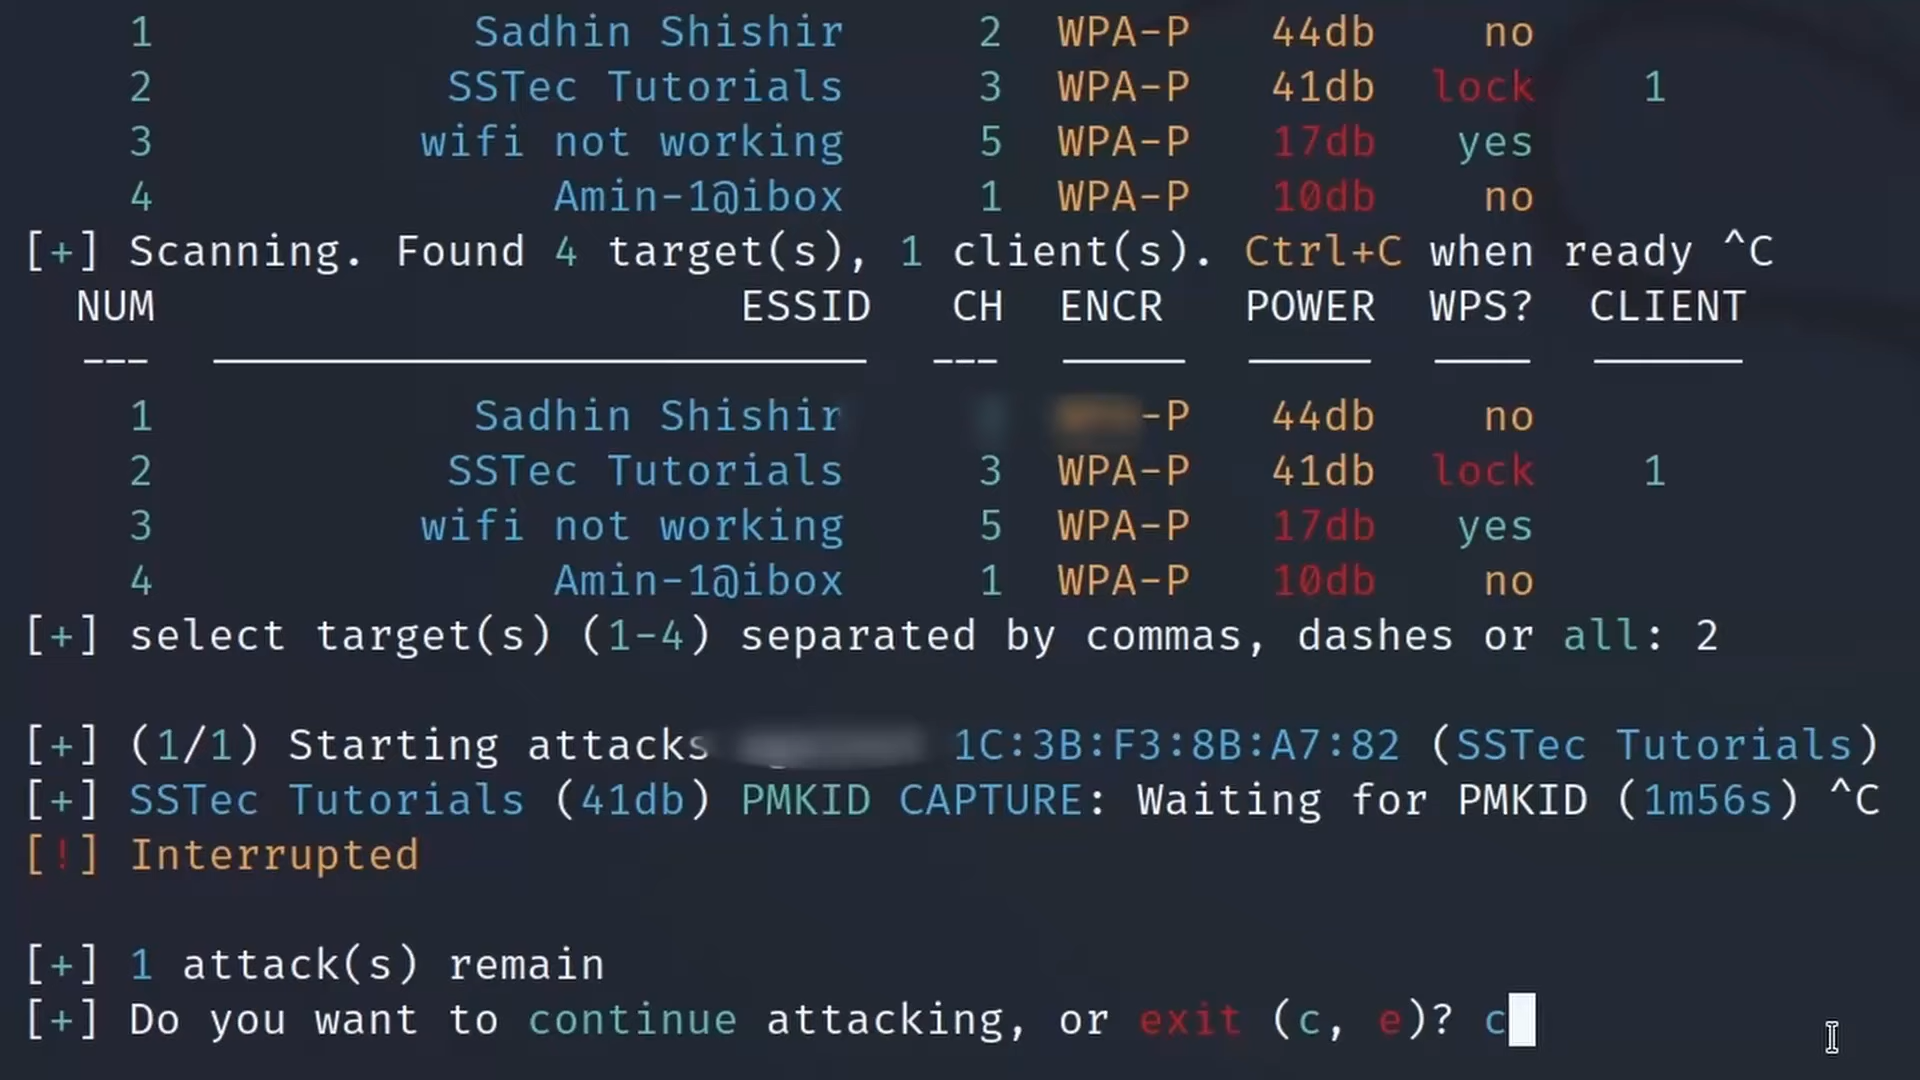 1 Sadhin Shishir 2 WPA-P 44db no
2 SSTec Tutorials 3 WPA-P 41db lock 1
3 wifi not working 5 WPA-P 17db yes
4 Amin-1@ibox 1 WPA-P 10db no
[+] Scanning. Found 4 target(s), 1 client(s). Ctrl+C when ready ^C
NUM ESSID CH ENCR POWER WPS? CLIENT
1 Sadhin Shishir -P 44db no
2 SSTec Tutorials 3 WPA-P 41db lock 1
3 wifi not working 5 WPA-P 17db yes
4 Amin-1@ibox 1 WPA-P 10db no
[+] select target(s) (1-4) separated by commas, dashes or all: 2
[+] (1/1) Starting attacks 1C:3B:F3:8B:A7:82 (SSTec Tutorials)
[+] SSTec Tutorials (41db) PMKID CAPTURE: Waiting for PMKID (1m56s) ^C
[!] Interrupted
[+] 1 attack(s) remain
[+] Do you want to continue attacking, or exit (c, e)? c